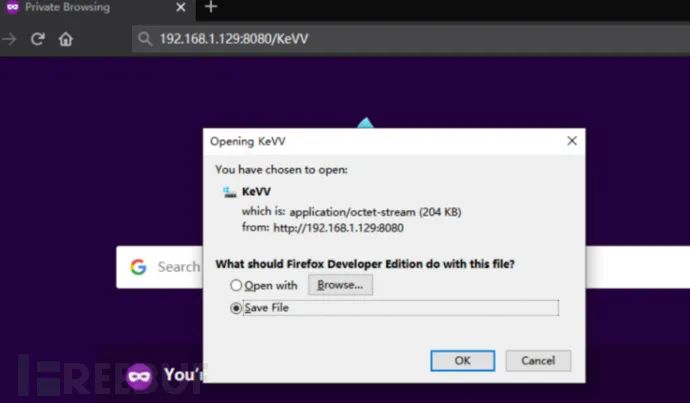 Private Browsing
192.168.1.129:8080/KeVV
Opening KeVV
You have chosen to open:
KeVV
which is: application/octet-stream (204 KB)
from: http://192.168.1.129:8080
G Search
What should Firefox Developer Edition do with this file?
Open with Browse...
Save File
OK Cancel
You'r
FREEBUF